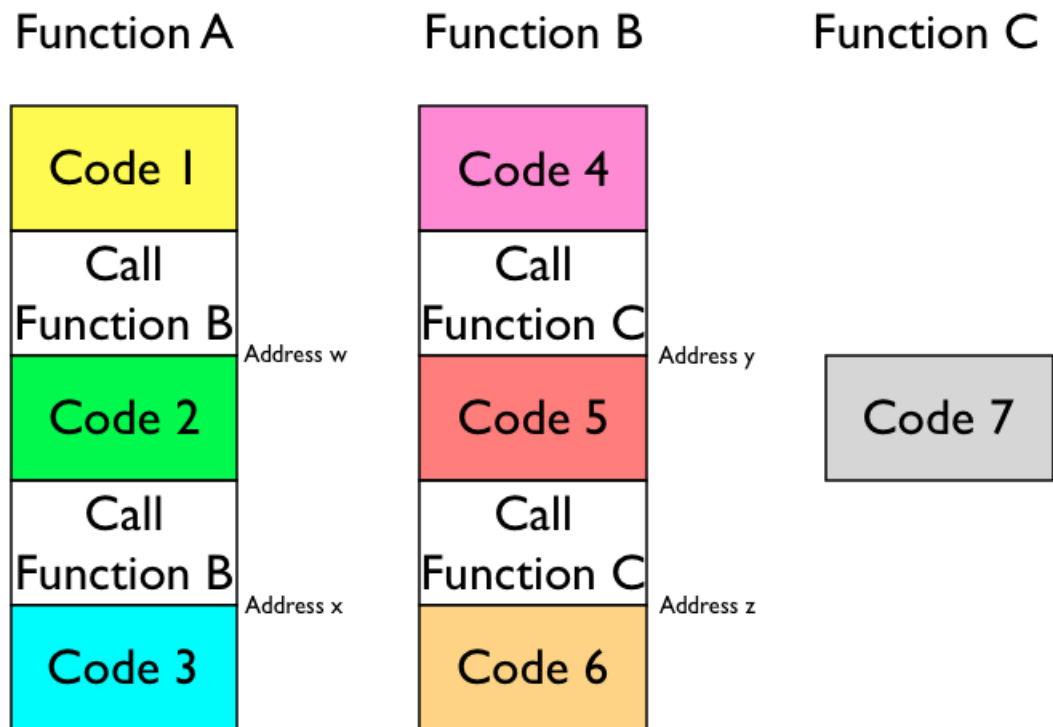 Function A
Function B
Function C
Code 1
Code 4
Call
Function B
Call
Function C
Address w
Address y
Code 2
Code 5
Code 7
Call
Function B
Call
Function C
Address x
Address z
Code 3
Code 6